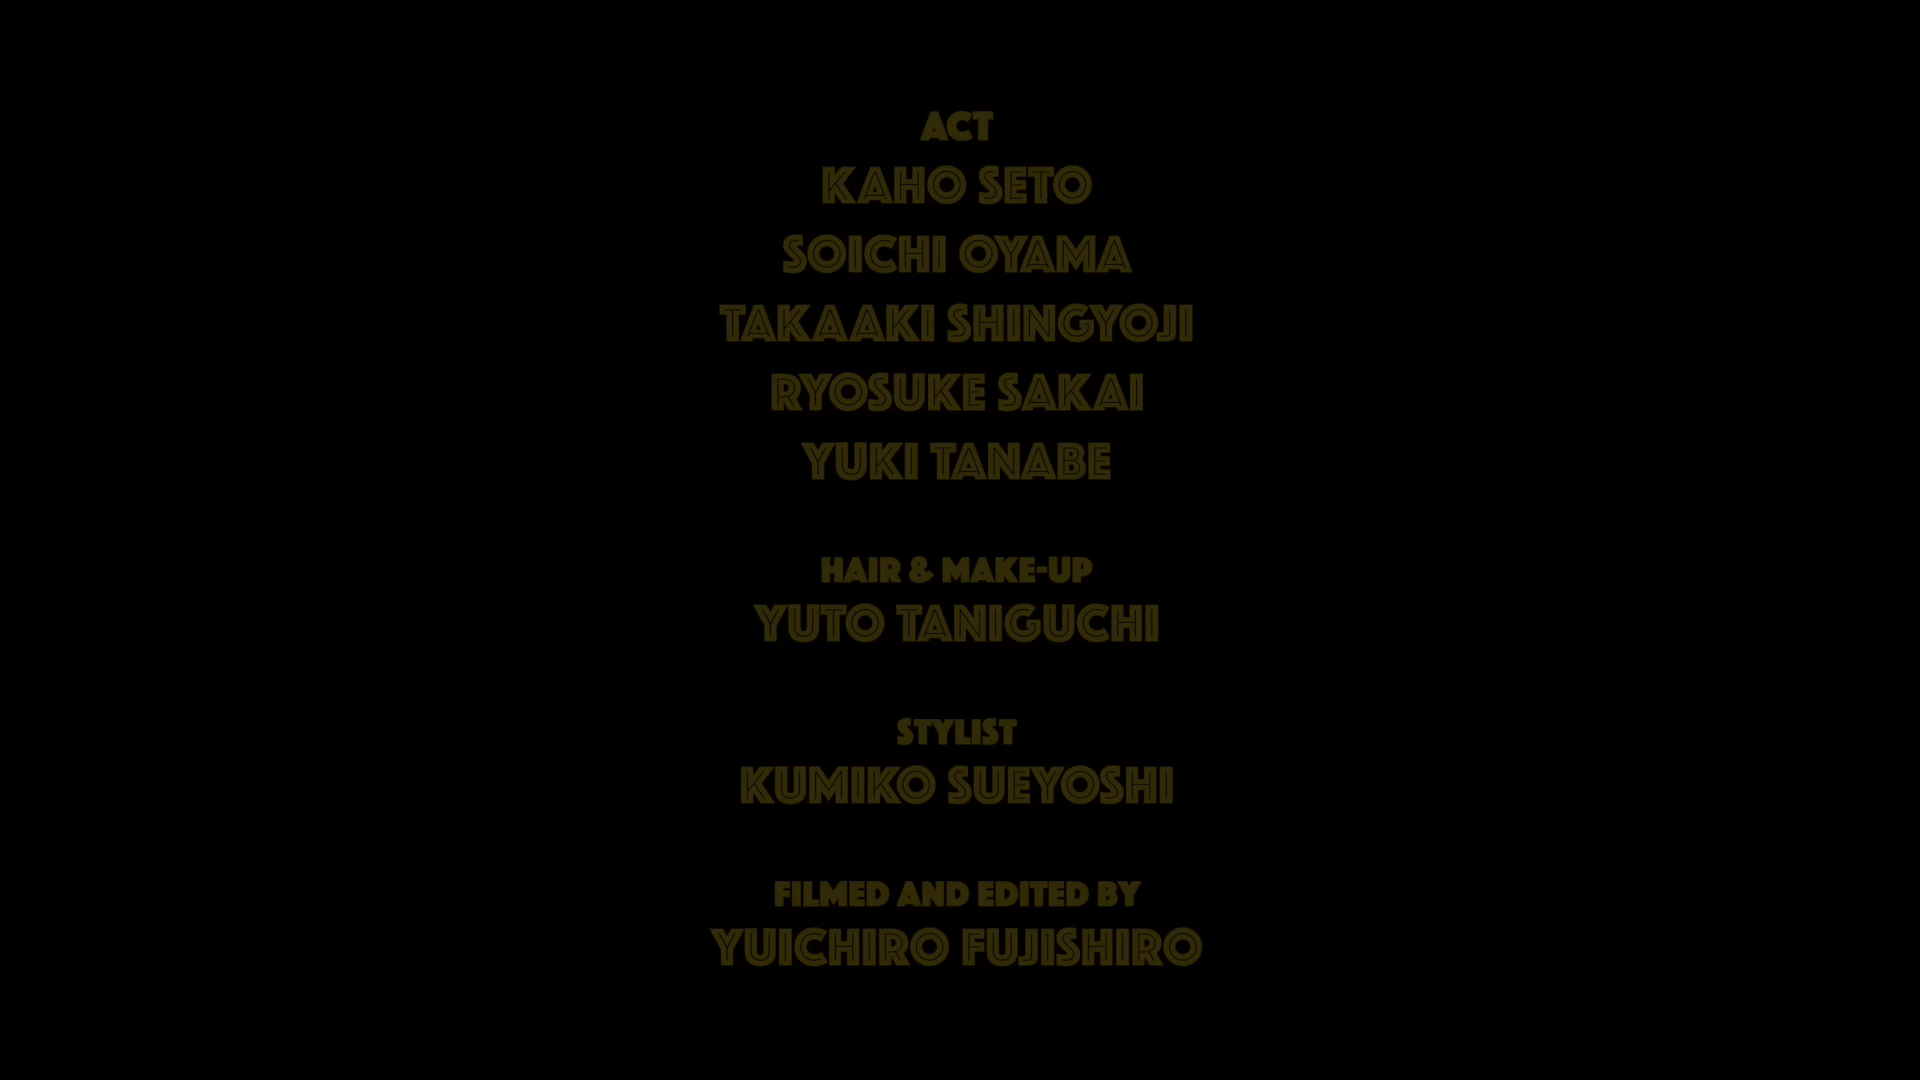 ACT
KAHO SETO
SOICHI OYAMA
TAKAAKI SHINGYOJI
RYOSUKE SAKAI
YUKI TANABE
HAIR & MAKE-UP
YUTO TANIGUCHI
STYLIST
KUMIKO SUEYOSHI
FILMED AND EDITED BY
YUICHIRO FUJISHIRO